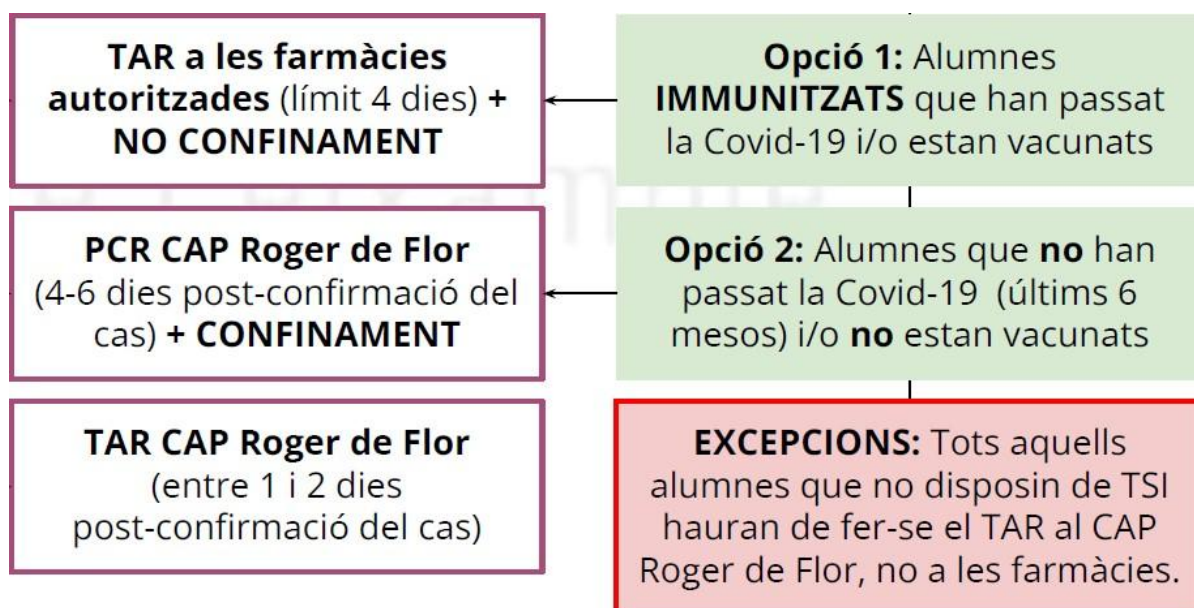 TAR a les farmàcies
autoritzades (límit 4 dies) +
NO CONFINAMENT
Opció 1: Alumnes
IMMUNITZATS que han passat
la Covid-19 i/o estan vacunats
PCR CAP Roger de Flor
(4-6 dies post-confirmació del
cas) + CONFINAMENT
Opció 2: Alumnes que no han
passat la Covid-19 (últims 6
mesos) i/o no estan vacunats
TAR CAP Roger de Flor
(entre 1 i 2 dies
post-confirmació del cas)
EXCEPCIONS: Tots aquells
alumnes que no disposin de TSI
hauran de fer-se el TAR al CAP
Roger de Flor, no a les farmàcies.